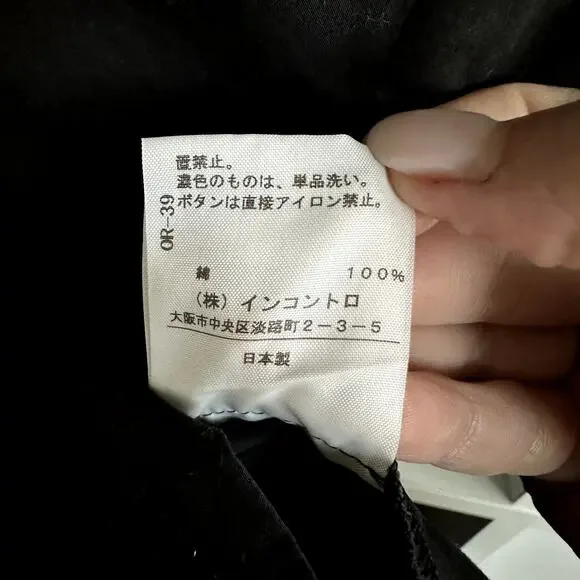 置禁止。
濃色のものは、単品洗い。
ボタンは直接アイロン禁止。
OR-39
綿 100%
(株) インコントロ
大阪市中央区淡路町2-3-5
日本製